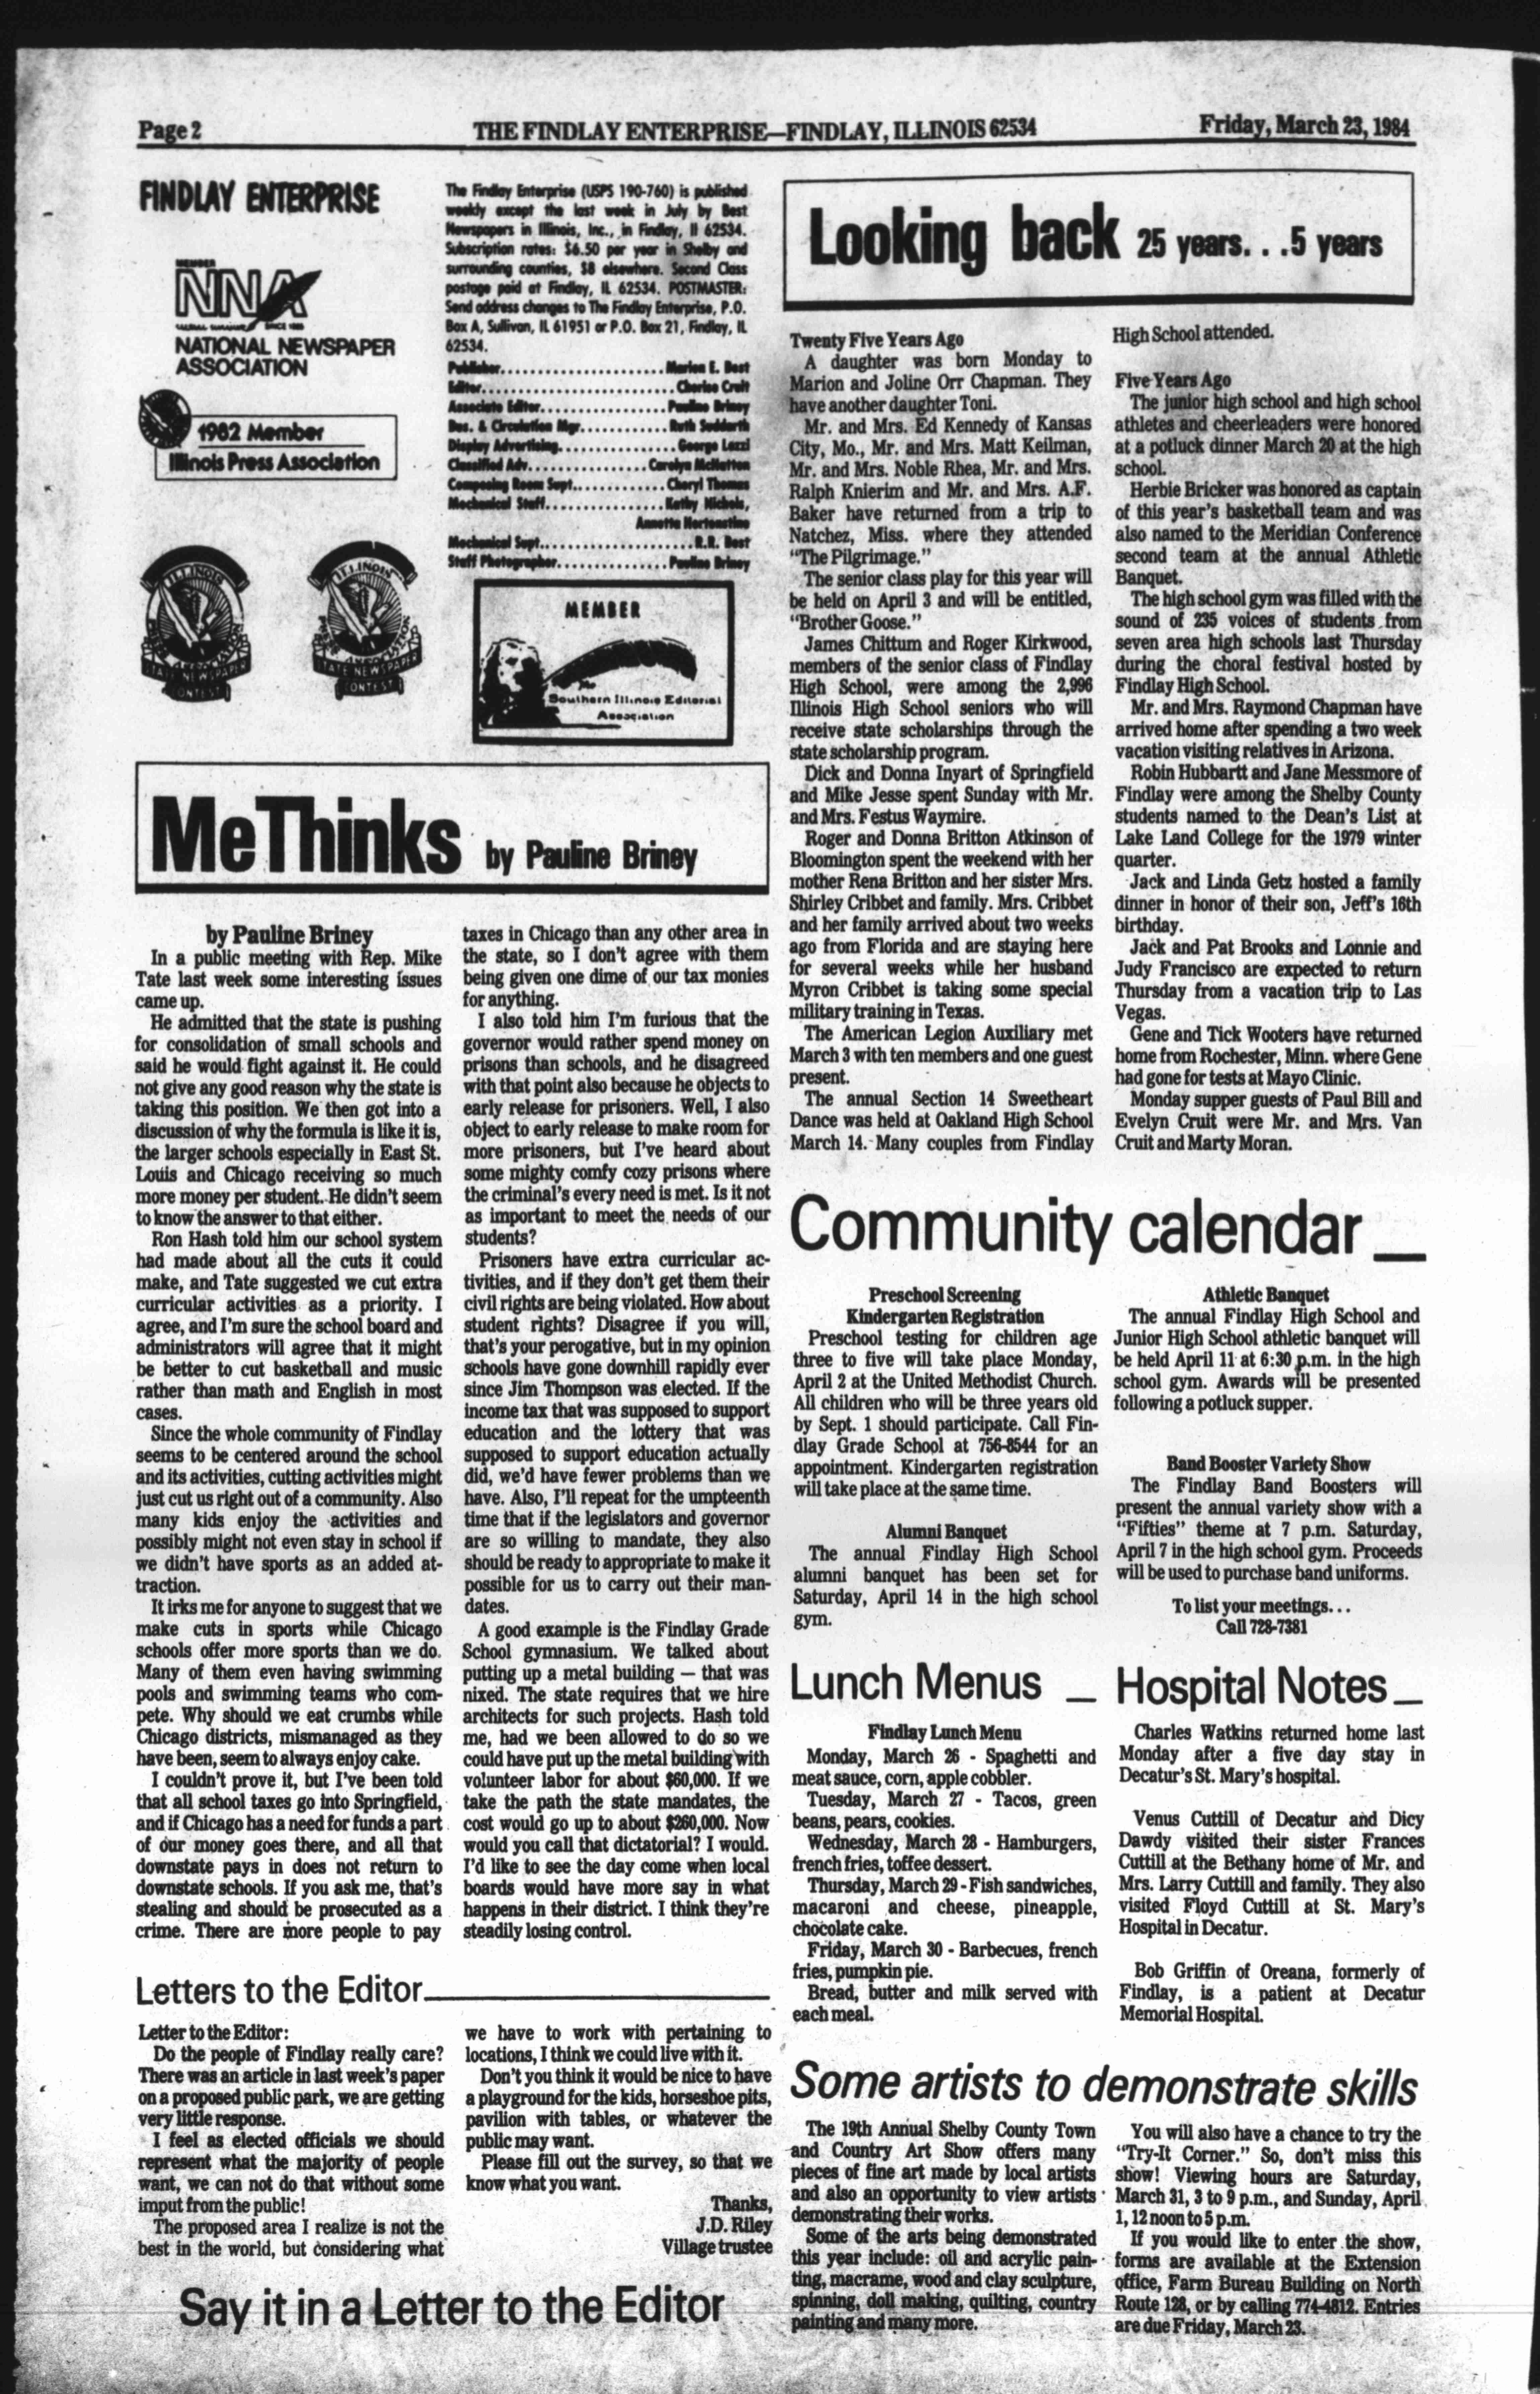 Page 2
THE FINDLAY ENTERPRISE—FINDLAY, ILLINOIS 62534
Friday, March 23, 1984
FINDLAY ENTERPRISE
MEMBER
NNA
SINCE 1885
NATIONAL NEWSPAPER
ASSOCIATION
1982 Member
Illinois Press Association
ILLINOIS
PRESS ASSOCIATION
STATE NEWSPAPER
CONTEST
ILLINOIS
PRESS ASSOCIATION
STATE NEWSPAPER
CONTEST
The Findlay Enterprise (USPS 190-760) is published
weekly except the last week in July by Best
Newspapers in Illinois, Inc., in Findlay, Il 62534.
Subscription rates: $6.50 per year in Shelby and
surrounding counties, $8 elsewhere. Second Class
postage paid at Findlay, IL 62534. POSTMASTER:
Send address changes to The Findlay Enterprise, P.O.
Box A, Sullivan, IL 61951 or P.O. Box 21, Findlay, IL
62534.
Publisher. . . . . . . . . . . . . . . . . . . . . . Marion E. Best
Editor. . . . . . . . . . . . . . . . . . . . . . . . Charlee Cruit
Associate Editor. . . . . . . . . . . . . . . . Pauline Briney
Bus. & Circulation Mgr. . . . . . . . . . . . Ruth Suddarth
Display Advertising. . . . . . . . . . . . . . . George Lazzi
Classified Adv. . . . . . . . . . . . . . . . Carolyn McNutton
Composing Room Supt. . . . . . . . . . . . Cheryl Thomas
Mechanical Staff. . . . . . . . . . . . . . . . Kathy Nichols,
Annette Hortenstine
Mechanical Supt. . . . . . . . . . . . . . . . . . . . R.R. Best
Staff Photographer. . . . . . . . . . . . . . . Pauline Briney
MEMBER
The
Southern Illinois Editorial
Association
MeThinks by Pauline Briney
by Pauline Briney
In a public meeting with Rep. Mike
Tate last week some interesting issues
came up.
He admitted that the state is pushing
for consolidation of small schools and
said he would fight against it. He could
not give any good reason why the state is
taking this position. We then got into a
discussion of why the formula is like it is,
the larger schools especially in East St.
Louis and Chicago receiving so much
more money per student. He didn't seem
to know the answer to that either.
Ron Hash told him our school system
had made about all the cuts it could
make, and Tate suggested we cut extra
curricular activities as a priority. I
agree, and I'm sure the school board and
administrators will agree that it might
be better to cut basketball and music
rather than math and English in most
cases.
Since the whole community of Findlay
seems to be centered around the school
and its activities, cutting activities might
just cut us right out of a community. Also
many kids enjoy the activities and
possibly might not even stay in school if
we didn't have sports as an added at-
traction.
It irks me for anyone to suggest that we
make cuts in sports while Chicago
schools offer more sports than we do.
Many of them even having swimming
pools and swimming teams who com-
pete. Why should we eat crumbs while
Chicago districts, mismanaged as they
have been, seem to always enjoy cake.
I couldn't prove it, but I've been told
that all school taxes go into Springfield,
and if Chicago has a need for funds a part
of our money goes there, and all that
downstate pays in does not return to
downstate schools. If you ask me, that's
stealing and should be prosecuted as a
crime. There are more people to pay
taxes in Chicago than any other area in
the state, so I don't agree with them
being given one dime of our tax monies
for anything.
I also told him I'm furious that the
governor would rather spend money on
prisons than schools, and he disagreed
with that point also because he objects to
early release for prisoners. Well, I also
object to early release to make room for
more prisoners, but I've heard about
some mighty comfy cozy prisons where
the criminal's every need is met. Is it not
as important to meet the needs of our
students?
Prisoners have extra curricular ac-
tivities, and if they don't get them their
civil rights are being violated. How about
student rights? Disagree if you will,
that's your perogative, but in my opinion
schools have gone downhill rapidly ever
since Jim Thompson was elected. If the
income tax that was supposed to support
education and the lottery that was
supposed to support education actually
did, we'd have fewer problems than we
have. Also, I'll repeat for the umpteenth
time that if the legislators and governor
are so willing to mandate, they also
should be ready to appropriate to make it
possible for us to carry out their man-
dates.
A good example is the Findlay Grade
School gymnasium. We talked about
putting up a metal building — that was
nixed. The state requires that we hire
architects for such projects. Hash told
me, had we been allowed to do so we
could have put up the metal building with
volunteer labor for about $60,000. If we
take the path the state mandates, the
cost would go up to about $260,000. Now
would you call that dictatorial? I would.
I'd like to see the day come when local
boards would have more say in what
happens in their district. I think they're
steadily losing control.
Letters to the Editor
Letter to the Editor:
Do the people of Findlay really care?
There was an article in last week's paper
on a proposed public park, we are getting
very little response.
I feel as elected officials we should
represent what the majority of people
want, we can not do that without some
imput from the public!
The proposed area I realize is not the
best in the world, but considering what
we have to work with pertaining to
locations, I think we could live with it.
Don't you think it would be nice to have
a playground for the kids, horseshoe pits,
pavilion with tables, or whatever the
public may want.
Please fill out the survey, so that we
know what you want.
Thanks,
J.D. Riley
Village trustee
Say it in a Letter to the Editor
Looking back 25 years. . .5 years
Twenty Five Years Ago
A daughter was born Monday to
Marion and Joline Orr Chapman. They
have another daughter Toni.
Mr. and Mrs. Ed Kennedy of Kansas
City, Mo., Mr. and Mrs. Matt Keilman,
Mr. and Mrs. Noble Rhea, Mr. and Mrs.
Ralph Knierim and Mr. and Mrs. A.F.
Baker have returned from a trip to
Natchez, Miss. where they attended
"The Pilgrimage."
The senior class play for this year will
be held on April 3 and will be entitled,
"Brother Goose."
James Chittum and Roger Kirkwood,
members of the senior class of Findlay
High School, were among the 2,996
Illinois High School seniors who will
receive state scholarships through the
state scholarship program.
Dick and Donna Inyart of Springfield
and Mike Jesse spent Sunday with Mr.
and Mrs. Festus Waymire.
Roger and Donna Britton Atkinson of
Bloomington spent the weekend with her
mother Rena Britton and her sister Mrs.
Shirley Cribbet and family. Mrs. Cribbet
and her family arrived about two weeks
ago from Florida and are staying here
for several weeks while her husband
Myron Cribbet is taking some special
military training in Texas.
The American Legion Auxiliary met
March 3 with ten members and one guest
present.
The annual Section 14 Sweetheart
Dance was held at Oakland High School
March 14. Many couples from Findlay
High School attended.
Five Years Ago
The junior high school and high school
athletes and cheerleaders were honored
at a potluck dinner March 20 at the high
school.
Herbie Bricker was honored as captain
of this year's basketball team and was
also named to the Meridian Conference
second team at the annual Athletic
Banquet.
The high school gym was filled with the
sound of 235 voices of students from
seven area high schools last Thursday
during the choral festival hosted by
Findlay High School.
Mr. and Mrs. Raymond Chapman have
arrived home after spending a two week
vacation visiting relatives in Arizona.
Robin Hubbartt and Jane Messmore of
Findlay were among the Shelby County
students named to the Dean's List at
Lake Land College for the 1979 winter
quarter.
Jack and Linda Getz hosted a family
dinner in honor of their son, Jeff's 16th
birthday.
Jack and Pat Brooks and Lonnie and
Judy Francisco are expected to return
Thursday from a vacation trip to Las
Vegas.
Gene and Tick Wooters have returned
home from Rochester, Minn. where Gene
had gone for tests at Mayo Clinic.
Monday supper guests of Paul Bill and
Evelyn Cruit were Mr. and Mrs. Van
Cruit and Marty Moran.
Community calendar
Preschool Screening
Kindergarten Registration
Preschool testing for children age
three to five will take place Monday,
April 2 at the United Methodist Church.
All children who will be three years old
by Sept. 1 should participate. Call Fin-
dlay Grade School at 756-8544 for an
appointment. Kindergarten registration
will take place at the same time.
Alumni Banquet
The annual Findlay High School
alumni banquet has been set for
Saturday, April 14 in the high school
gym.
Athletic Banquet
The annual Findlay High School and
Junior High School athletic banquet will
be held April 11 at 6:30 p.m. in the high
school gym. Awards will be presented
following a potluck supper.
Band Booster Variety Show
The Findlay Band Boosters will
present the annual variety show with a
"Fifties" theme at 7 p.m. Saturday,
April 7 in the high school gym. Proceeds
will be used to purchase band uniforms.
To list your meetings. . .
Call 728-7381
Lunch Menus
Findlay Lunch Menu
Monday, March 26 - Spaghetti and
meat sauce, corn, apple cobbler.
Tuesday, March 27 - Tacos, green
beans, pears, cookies.
Wednesday, March 28 - Hamburgers,
french fries, toffee dessert.
Thursday, March 29 - Fish sandwiches,
macaroni and cheese, pineapple,
chocolate cake.
Friday, March 30 - Barbecues, french
fries, pumpkin pie.
Bread, butter and milk served with
each meal.
Hospital Notes
Charles Watkins returned home last
Monday after a five day stay in
Decatur's St. Mary's hospital.
Venus Cuttill of Decatur and Dicy
Dawdy visited their sister Frances
Cuttill at the Bethany home of Mr. and
Mrs. Larry Cuttill and family. They also
visited Floyd Cuttill at St. Mary's
Hospital in Decatur.
Bob Griffin of Oreana, formerly of
Findlay, is a patient at Decatur
Memorial Hospital.
Some artists to demonstrate skills
The 19th Annual Shelby County Town
and Country Art Show offers many
pieces of fine art made by local artists
and also an opportunity to view artists
demonstrating their works.
Some of the arts being demonstrated
this year include: oil and acrylic pain-
ting, macrame, wood and clay sculpture,
spinning, doll making, quilting, country
painting and many more.
You will also have a chance to try the
"Try-It Corner." So, don't miss this
show! Viewing hours are Saturday,
March 31, 3 to 9 p.m., and Sunday, April
1, 12 noon to 5 p.m.
If you would like to enter the show,
forms are available at the Extension
office, Farm Bureau Building on North
Route 128, or by calling 774-4812. Entries
are due Friday, March 23.